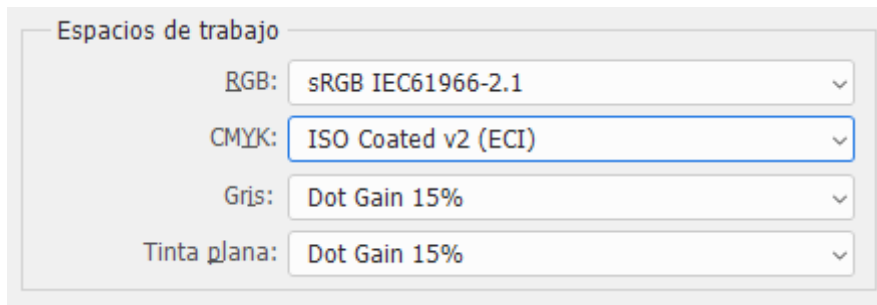 Espacios de trabajo
RGB: sRGB IEC61966-2.1
CMYK: ISO Coated v2 (ECI)
Gris: Dot Gain 15%
Tinta plana: Dot Gain 15%